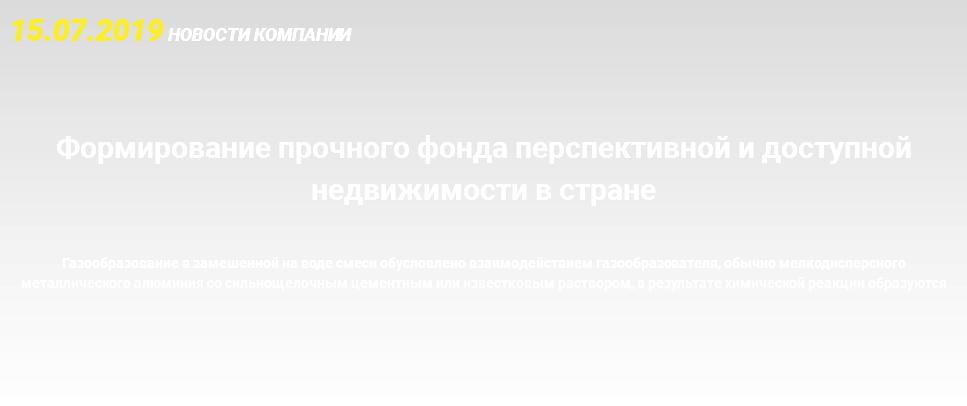 15.07.2019 НОВОСТИ КОМПАНИИ
Формирование прочного фонда перспективной и доступной
недвижимости в стране
Газообразование в замешенной на воде смеси обусловлено взаимодействием газообразователя, обычно мелкодисперсного
металлического алюминия со сильнощелочным цементным или известковым раствором, в результате химической реакции образуются